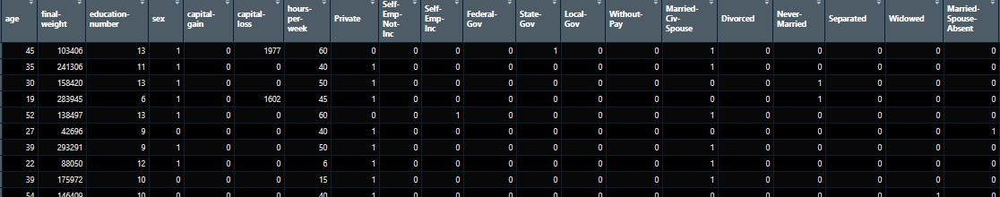 age
final-
weight
education-
number
sex
capital-
gain
capital-
loss
hours-
per-
week
Private
Self-
Emp-
Not-
Inc
Self-
Emp-
Inc
Federal-
Gov
State-
Gov
Local-
Gov
Without-
Pay
Married-
Civ-
Spouse
Divorced
Never-
Married
Separated
Widowed
Married-
Spouse-
Absent
45 103406 13 1 0 1977 60 0 0 0 0 1 0 0 1 0 0 0 0 0
35 241306 11 1 0 0 40 1 0 0 0 0 0 0 1 0 0 0 0 0
30 158420 13 1 0 0 50 1 0 0 0 0 0 0 0 0 1 0 0 0
19 283945 6 1 0 1602 45 1 0 0 0 0 0 0 0 0 1 0 0 0
52 138497 13 1 0 0 60 0 0 1 0 0 0 0 1 0 0 0 0 0
27 42696 9 0 0 0 40 1 0 0 0 0 0 0 0 0 0 0 0 1
39 293291 9 1 0 0 50 1 0 0 0 0 0 0 1 0 0 0 0 0
22 88050 12 1 0 0 6 1 0 0 0 0 0 0 1 0 0 0 0 0
39 175972 10 0 0 0 15 1 0 0 0 0 0 0 1 0 0 0 0 0
54 146409 10 0 0 0 40 1 0 0 0 0 0 0 0 0 0 0 1 0